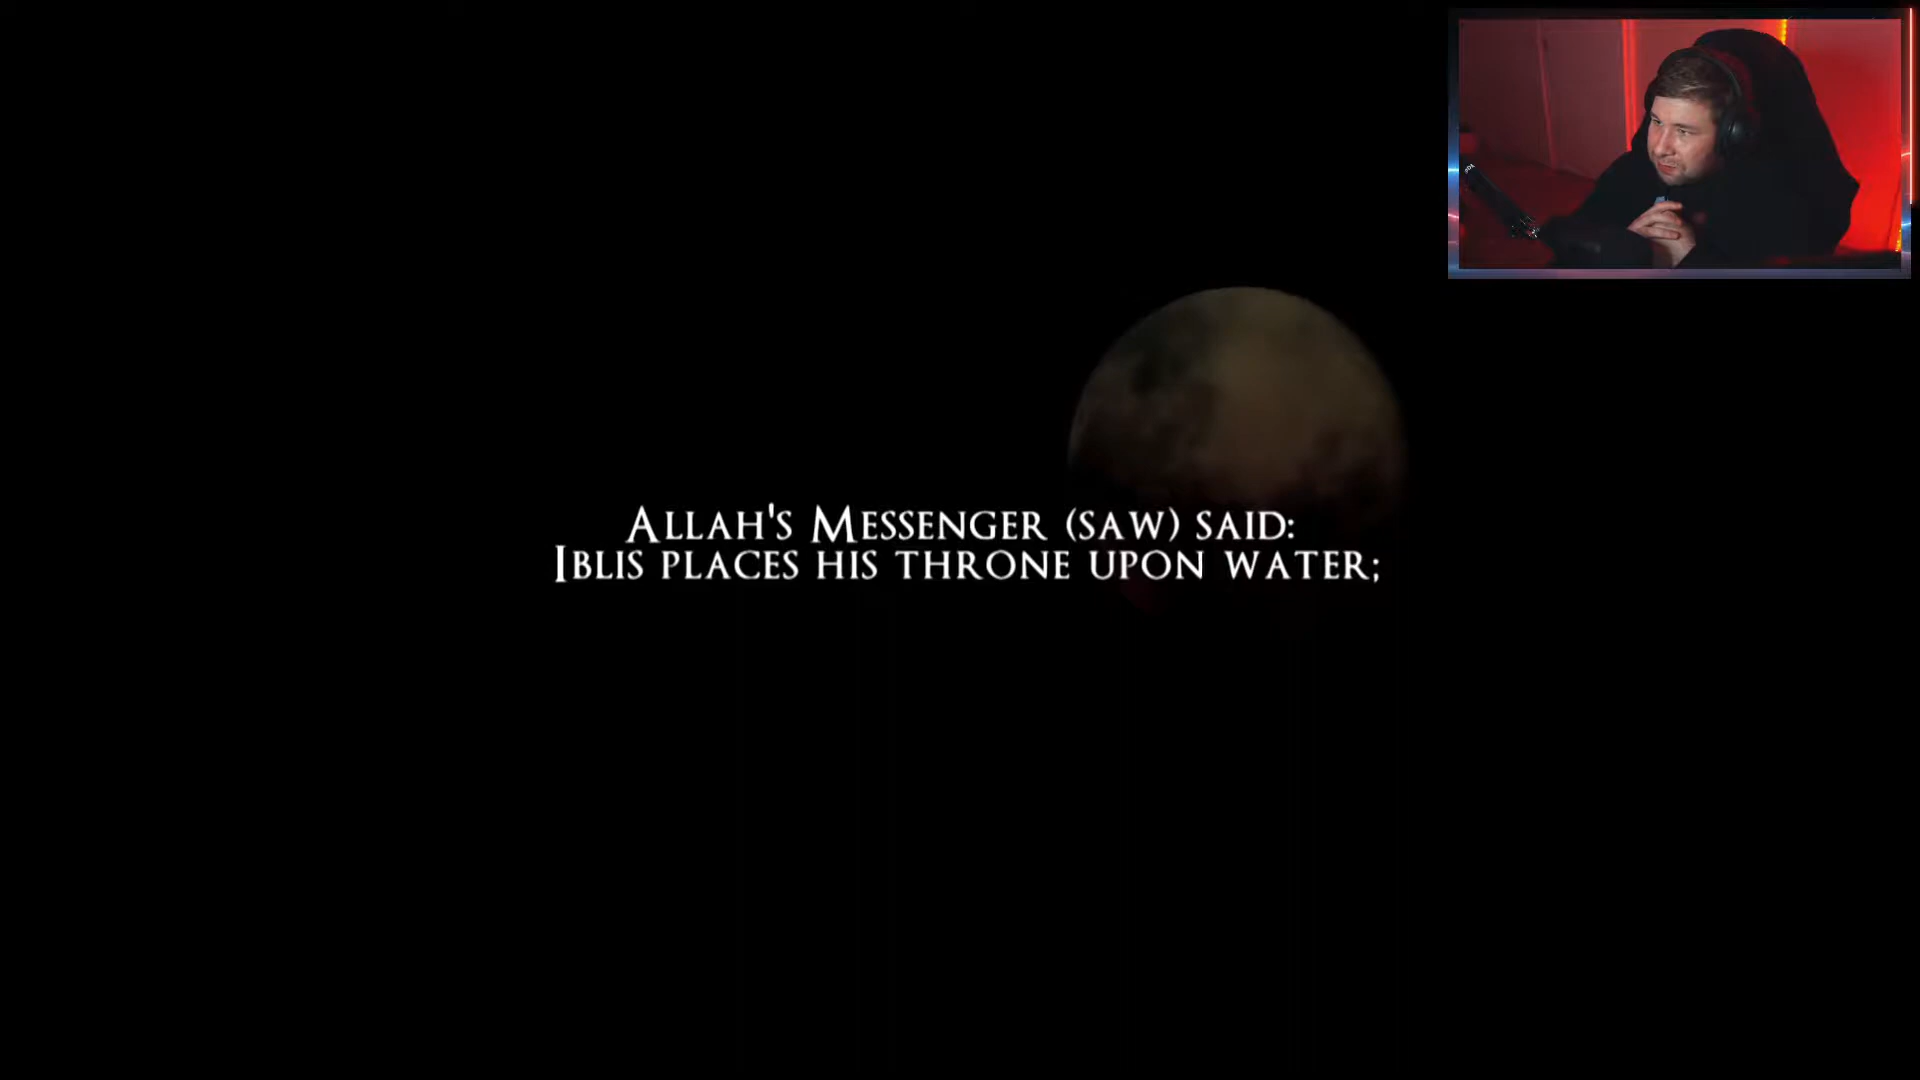 Allah's Messenger (saw) said:
Iblis places his throne upon water;